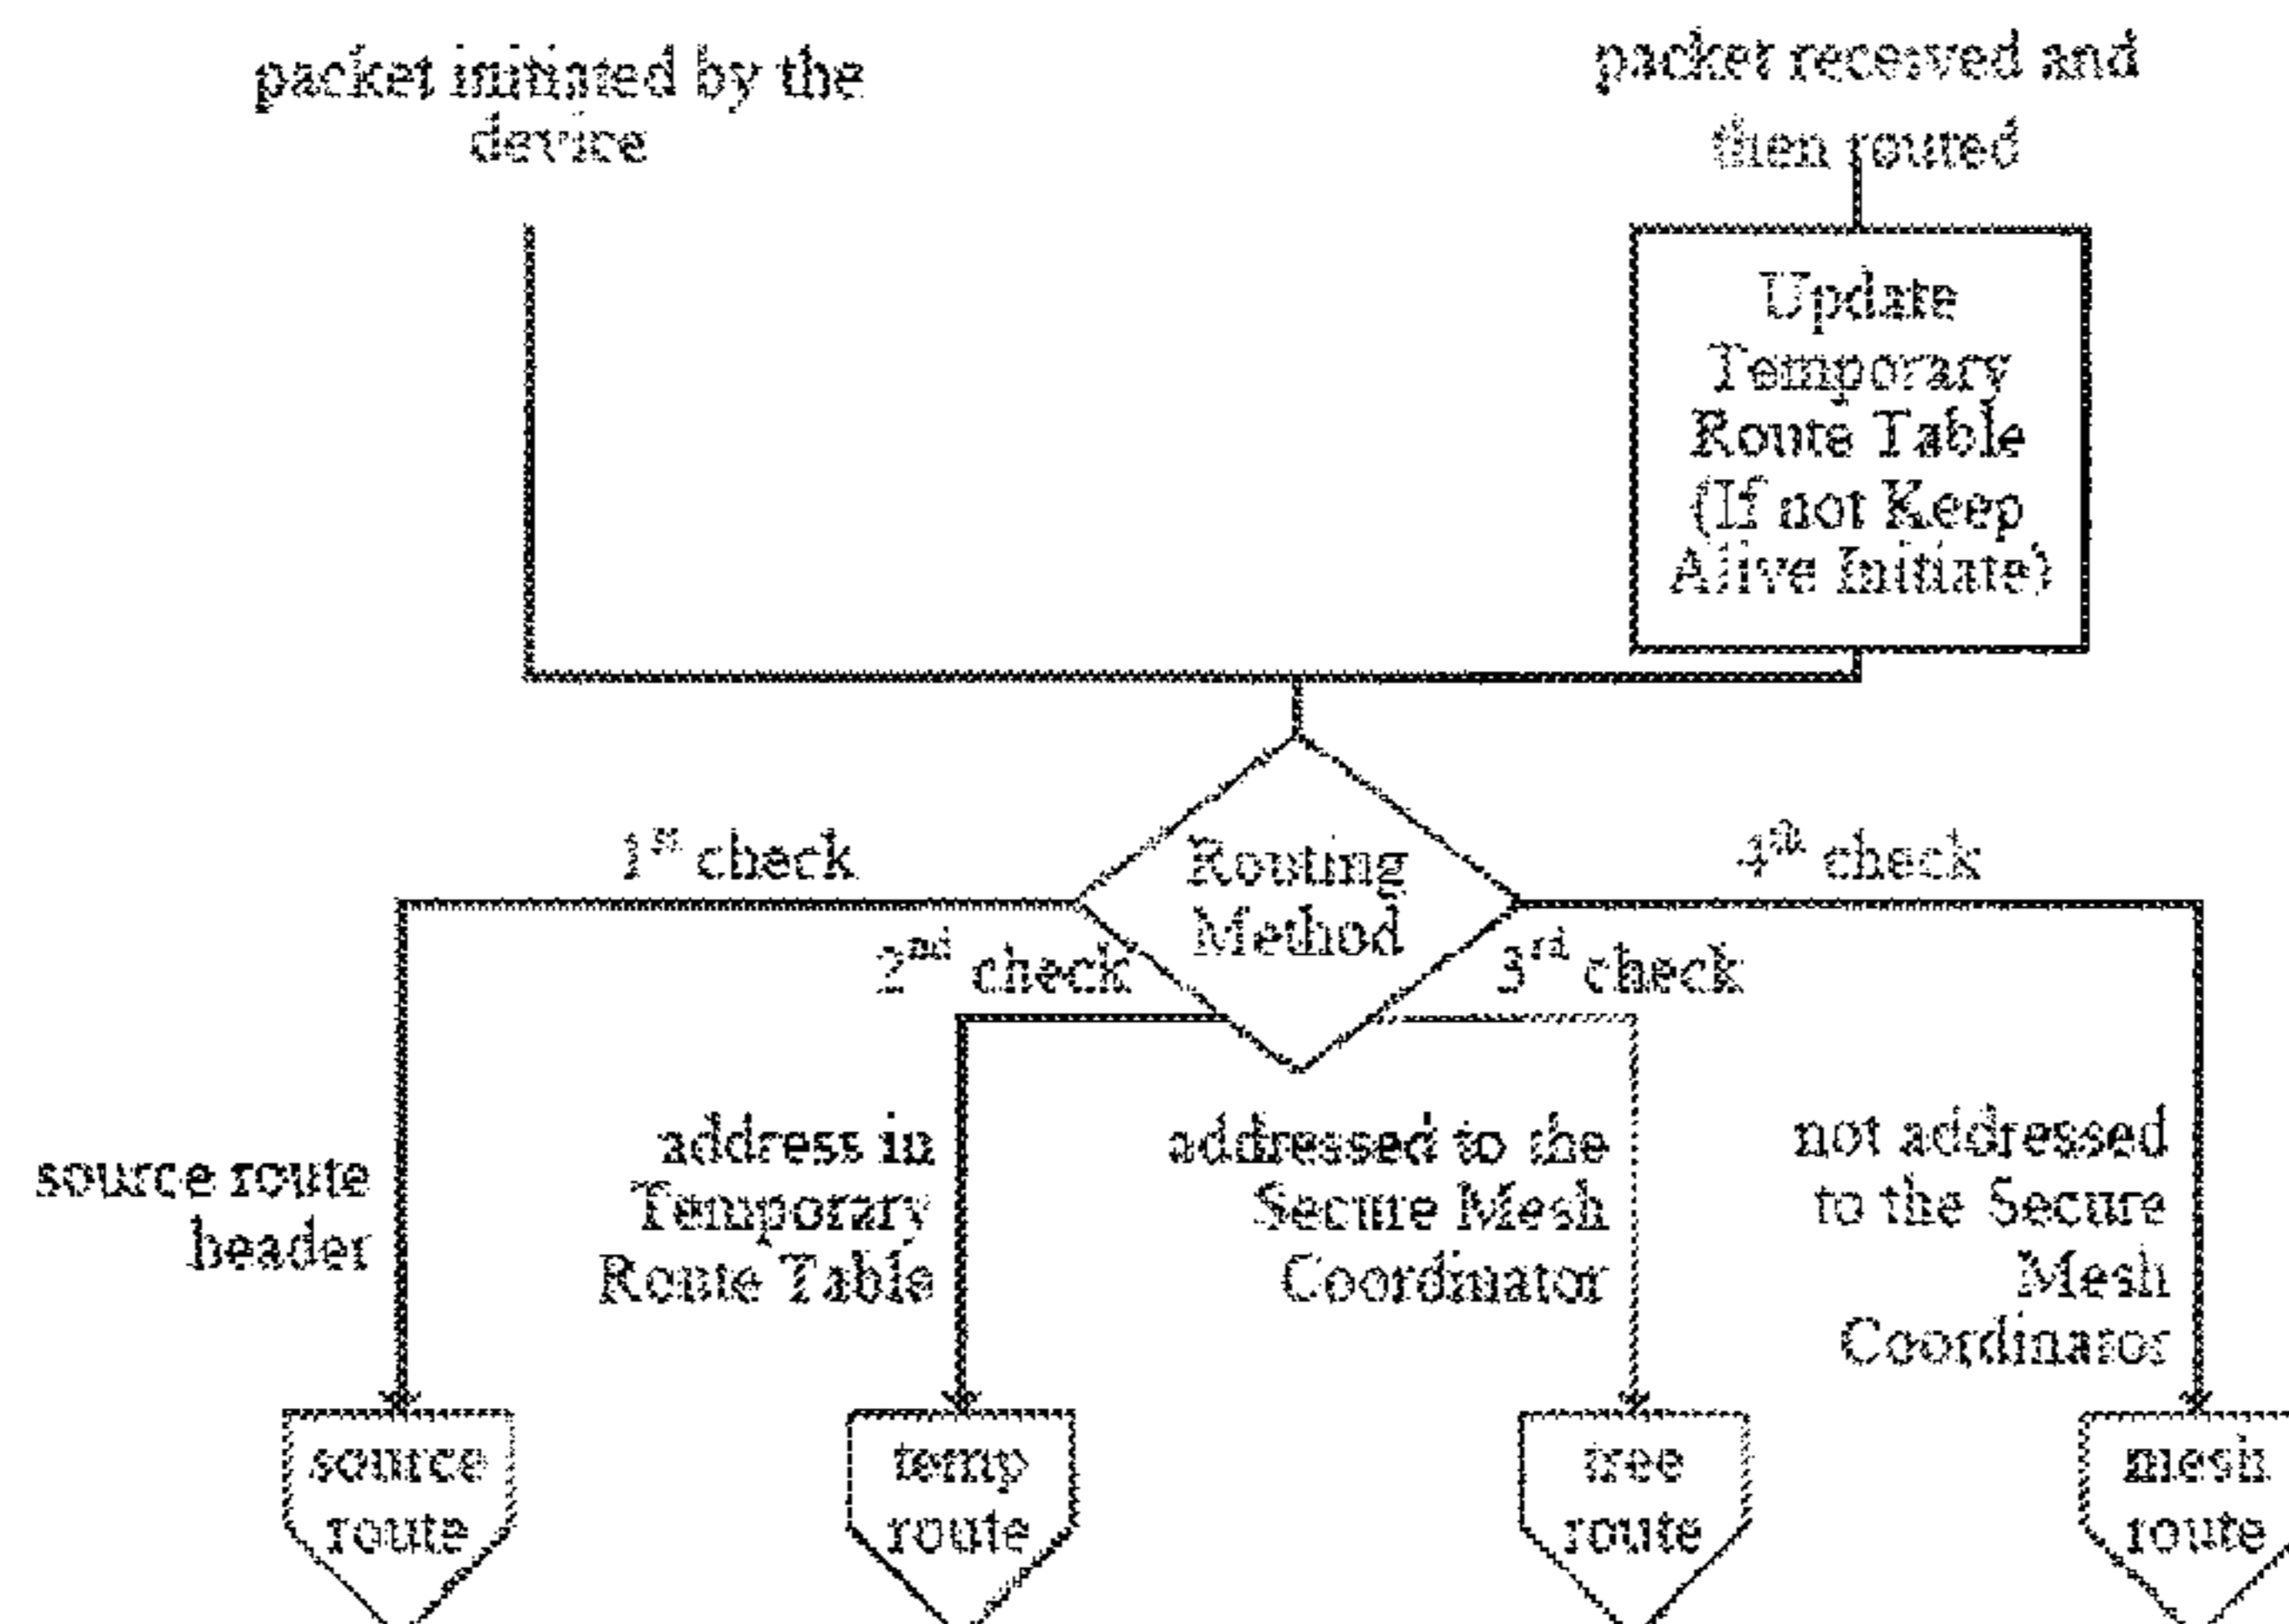 packet initiated by the
device
packet received and
then routed
Update
Temporary
Route Table
(If not Keep
Alive Initiate)
Routing
Method
1st check
2nd check
3rd check
4th check
source route
header
address in
Temporary
Route Table
addressed to the
Secure Mesh
Coordinator
not addressed
to the Secure
Mesh
Coordinator
source
route
temp
route
tree
route
mesh
route